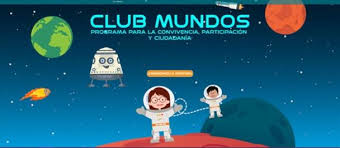 CLUB MUNDOS
PROGRAMA PARA LA CONVIVENCIA, PARTICIPACIÓN
Y CIUDADANÍA